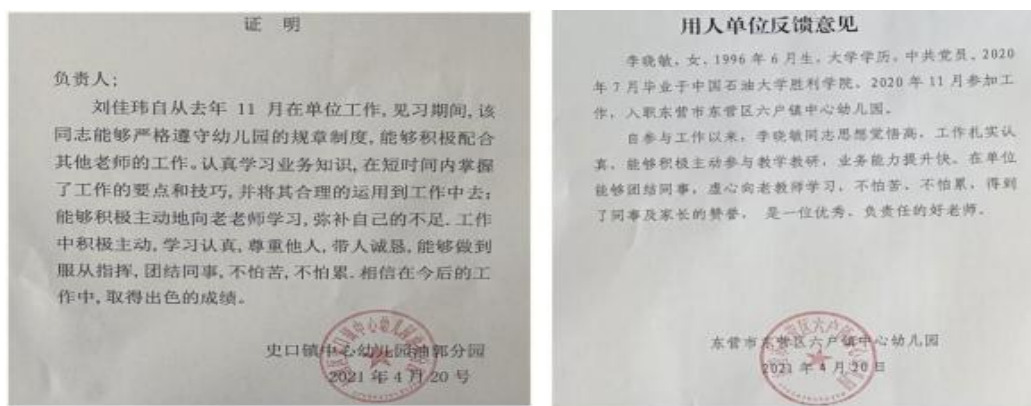 证 明
负责人;
刘佳玮自从去年 11 月在单位工作,见习期间,该
同志能够严格遵守幼儿园的规章制度,能够积极配合
其他老师的工作。认真学习业务知识,在短时间内掌握
了工作的要点和技巧,并将其合理的运用到工作中去;
能够积极主动地向老老师学习,弥补自己的不足.工作
中积极主动,学习认真,尊重他人,带人诚恳,能够做到
服从指挥,团结同事,不怕苦,不怕累.相信在今后的工
作中,取得出色的成绩。
史口镇中心幼儿园油郭分园
2021 年 4 月 20 号
用人单位反馈意见
李晓敏,女,1996 年 6 月生,大学学历,中共党员,2020
年 7 月毕业于中国石油大学胜利学院。2020 年 11 月参加工
作,入职东营市东营区六户镇中心幼儿园。
自参与工作以来,李晓敏同志思想觉悟高,工作扎实认
真,能够积极主动参与教学教研,业务能力提升快。在单位
能够团结同事,虚心向老教师学习,不怕苦、不怕累,得到
了同事及家长的赞誉, 是一位优秀、负责任的好老师。
东营市东营区六户镇中心幼儿园
2021 年 4 月 20 日